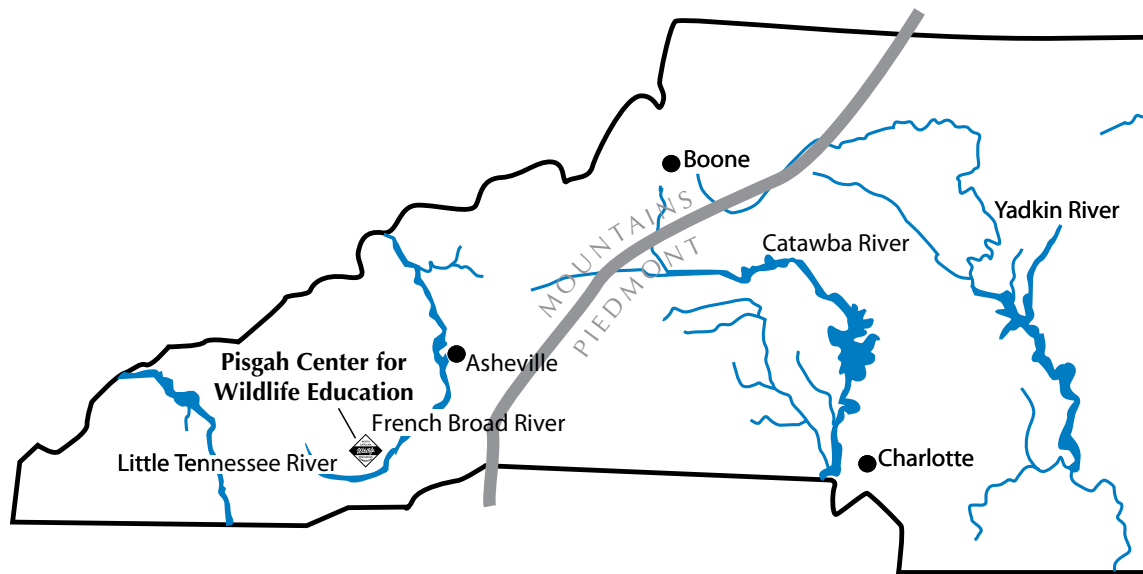 Boone
MOUNTAINS
PIEDMONT
Yadkin River
Catawba River
Asheville
Pisgah Center for
Wildlife Education
French Broad River
Little Tennessee River
Charlotte